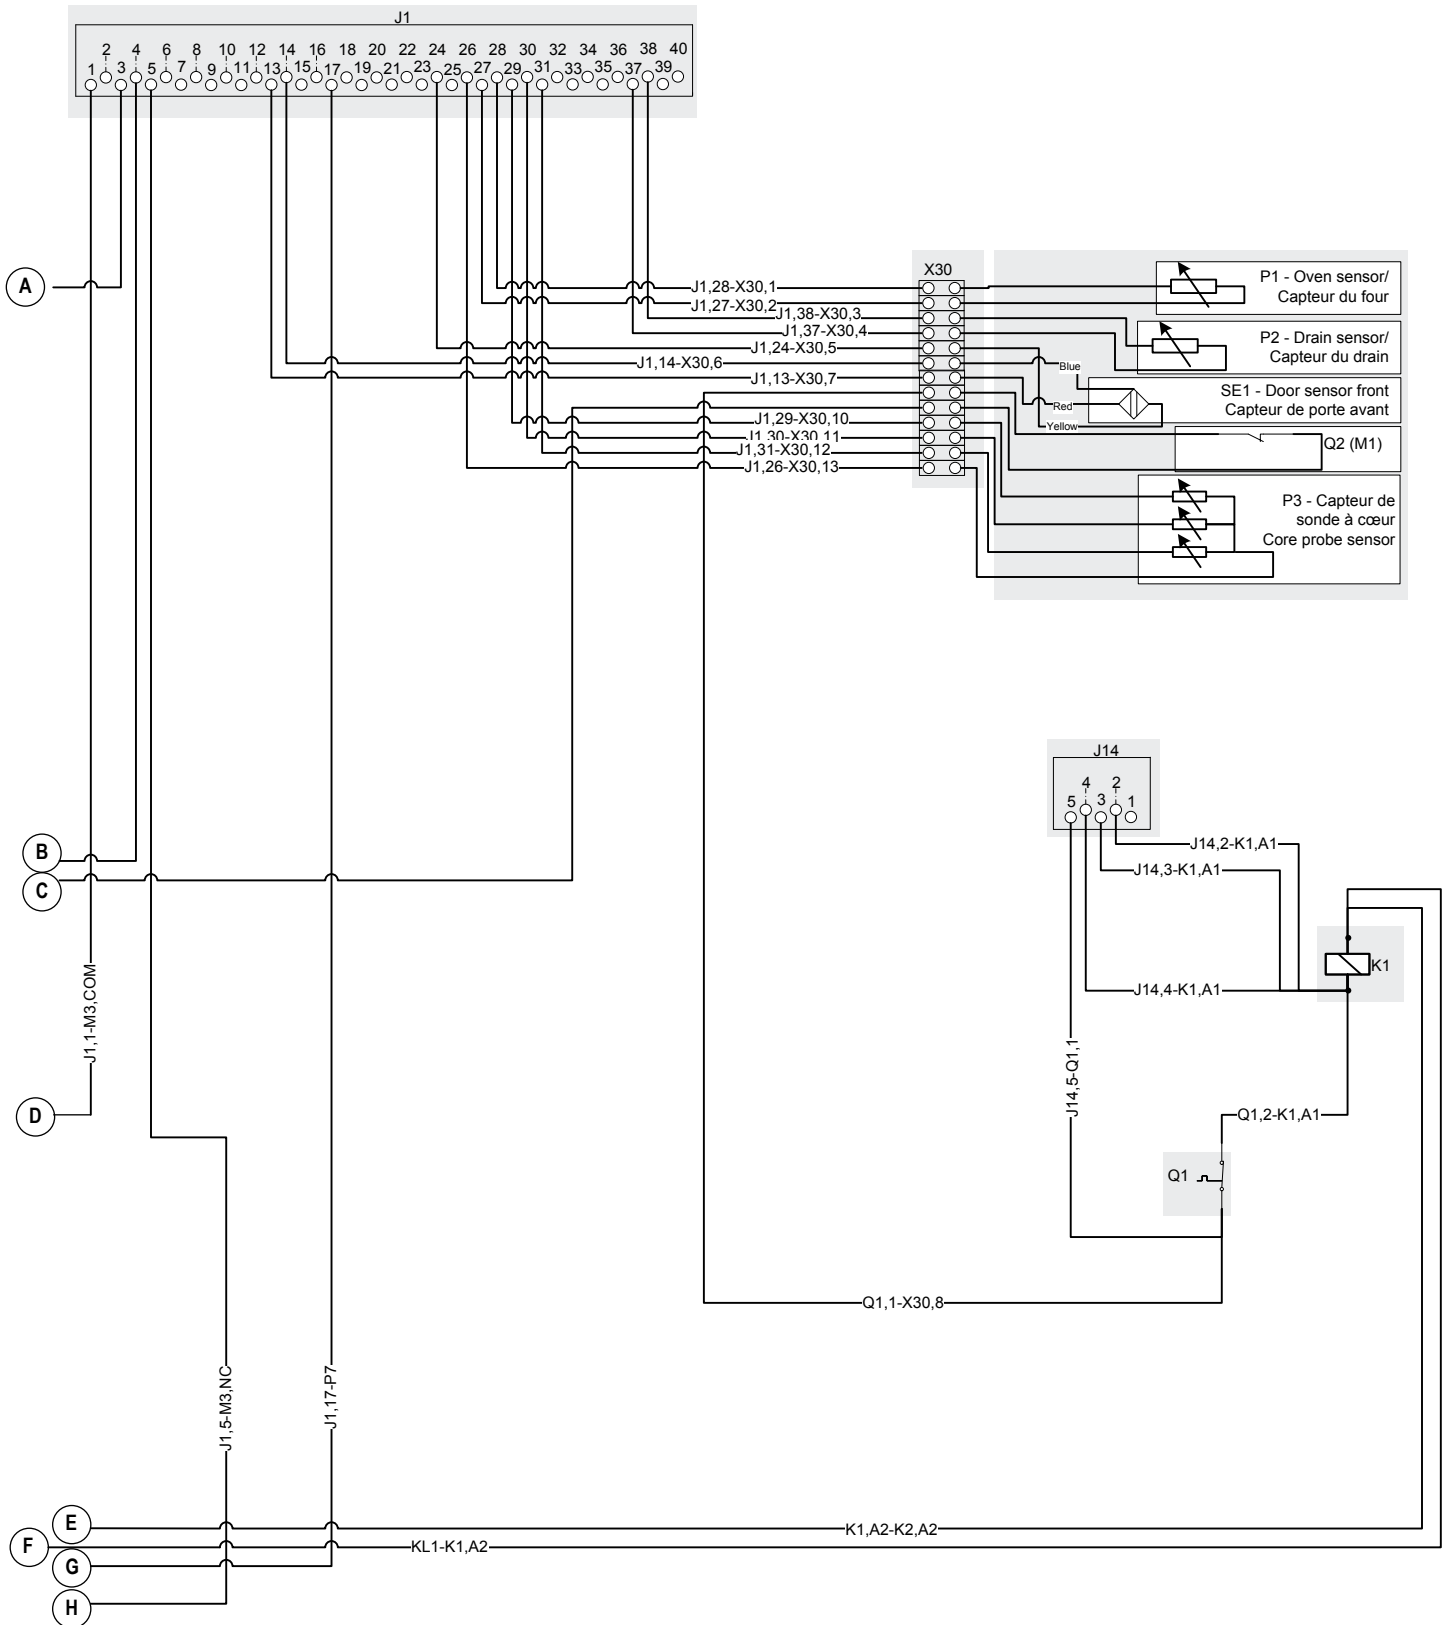 J1
2 4 6 8 10 12 14 16 18 20 22 24 26 28 30 32 34 36 38 40
1 3 5 7 9 11 13 15 17 19 21 23 25 27 29 31 33 35 37 39
A
X30
J1,28-X30,1
J1,27-X30,2
J1,38-X30,3
J1,37-X30,4
J1,24-X30,5
J1,14-X30,6
J1,13-X30,7
J1,29-X30,10
J1,30-X30,11
J1,31-X30,12
J1,26-X30,13
P1 - Oven sensor/
Capteur du four
P2 - Drain sensor/
Capteur du drain
Blue
Red
Yellow
SE1 - Door sensor front
Capteur de porte avant
Q2 (M1)
P3 - Capteur de
sonde à cœur
Core probe sensor
J14
4 2
5 3 1
B
C
J14,2-K1,A1
J14,3-K1,A1
K1
J14,4-K1,A1
J1,1-M3,COM
J14,5-Q1,1
D
Q1,2-K1,A1
Q1
Q1,1-X30,8
J1,5-M3,NC
J1,17-P7
E
K1,A2-K2,A2
F
KL1-K1,A2
G
H